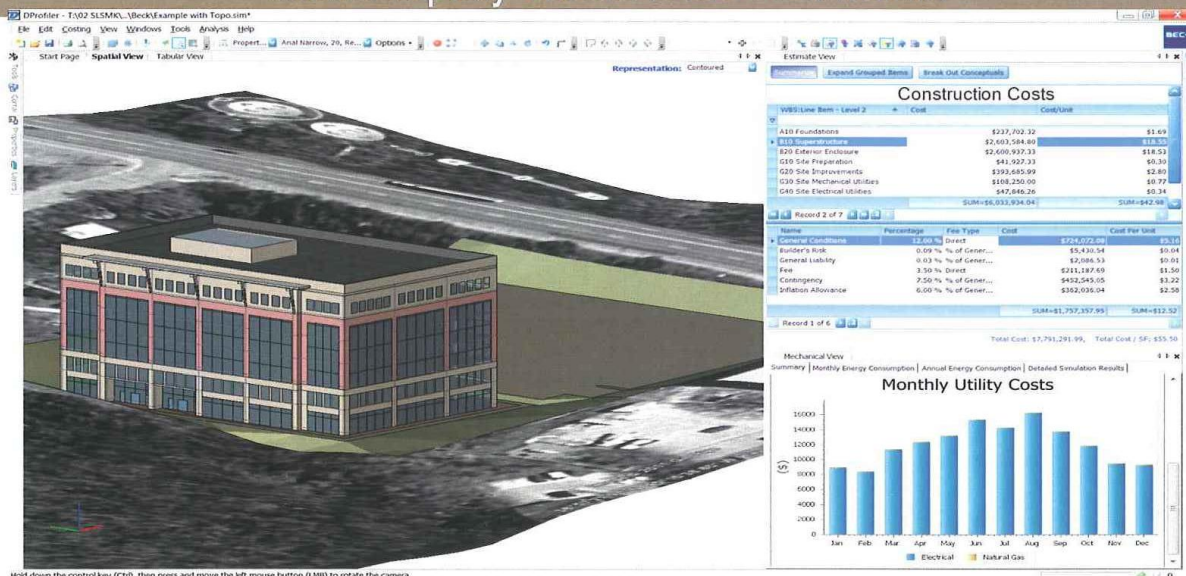 DProfiler - T:\02 SLSMK\...\Beck\Example with Topo.sim*
File Edit Costing View Windows Tools Analysis Help
Propert... Anal Narrow, 20, Re... Options
BECK
Start Page Spatial View Tabular View
Representation: Contoured
Estimate View
Summaries Expand Grouped Items Break Out Conceptuals
Construction Costs
WBS:Line Item - Level 2 Cost Cost/Unit
A10 Foundations $237,702.32 $1.69
B10 Superstructure $2,603,584.80 $18.55
B20 Exterior Enclosure $2,600,937.33 $18.53
G10 Site Preparation $41,927.33 $0.30
G20 Site Improvements $393,685.99 $2.80
G30 Site Mechanical Utilities $108,250.00 $0.77
G40 Site Electrical Utilities $47,846.26 $0.34
SUM=$6,033,934.04 SUM=$42.98
Record 2 of 7
Name Percentage Fee Type Cost Cost Per Unit
General Conditions 12.00 % Direct $724,072.08 $5.16
Builder's Risk 0.09 % % of Gener... $5,430.54 $0.04
General Liability 0.03 % % of Gener... $2,086.53 $0.01
Fee 3.50 % Direct $211,187.69 $1.50
Contingency 7.50 % % of Gener... $452,545.05 $3.22
Inflation Allowance 6.00 % % of Gener... $362,036.04 $2.58
SUM=$1,757,357.95 SUM=$12.52
Record 1 of 6
Total Cost: $7,791,291.99, Total Cost / SF: $55.50
Mechanical View
Summary Monthly Energy Consumption Annual Energy Consumption Detailed Simulation Results
Monthly Utility Costs
($)
16000
14000
12000
10000
8000
6000
4000
2000
0
Jan Feb Mar Apr May Jun Jul Aug Sep Oct Nov Dec
Electrical Natural Gas
Hold down the control key (Ctrl), then press and move the left mouse button (LMB) to rotate the camera.